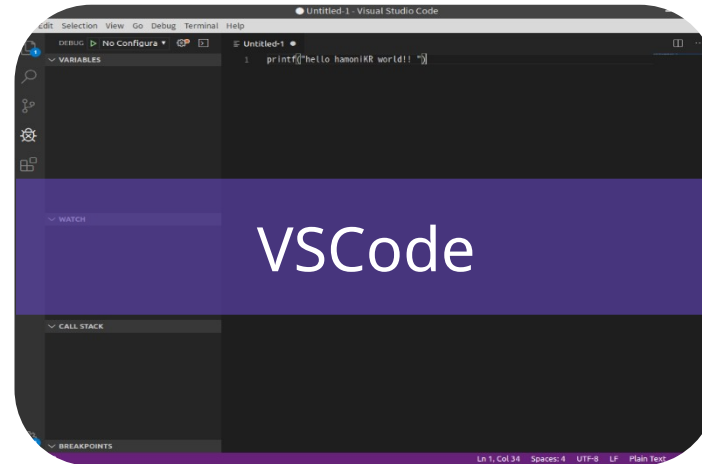 Untitled-1 - Visual Studio Code
Edit Selection View Go Debug Terminal Help
DEBUG No Configura
Untitled-1
VARIABLES
1 printf("hello hamoniKR world!! ")
WATCH
VSCode
CALL STACK
BREAKPOINTS
Ln 1, Col 34 Spaces: 4 UTF-8 LF Plain Text